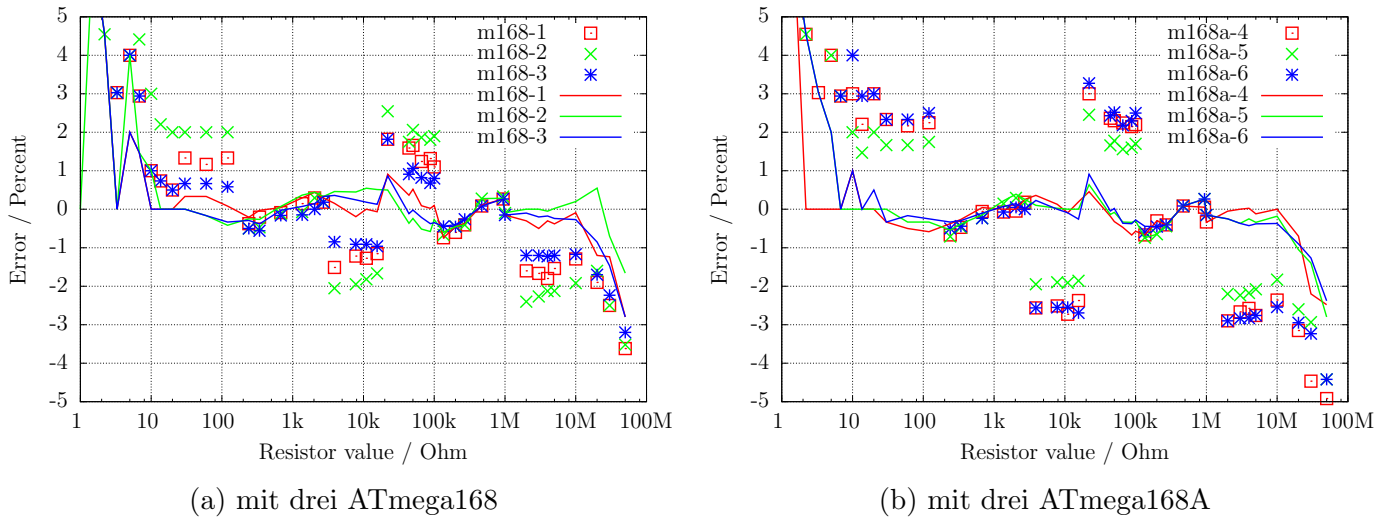 5
4
3
2
1
0
-1
-2
-3
-4
-5
Error / Percent
1 10 100 1k 10k 100k 1M 10M 100M
Resistor value / Ohm
m168-1
m168-2
m168-3
m168-1
m168-2
m168-3
(a) mit drei ATmega168
5
4
3
2
1
0
-1
-2
-3
-4
-5
Error / Percent
1 10 100 1k 10k 100k 1M 10M 100M
Resistor value / Ohm
m168a-4
m168a-5
m168a-6
m168a-4
m168a-5
m168a-6
(b) mit drei ATmega168A